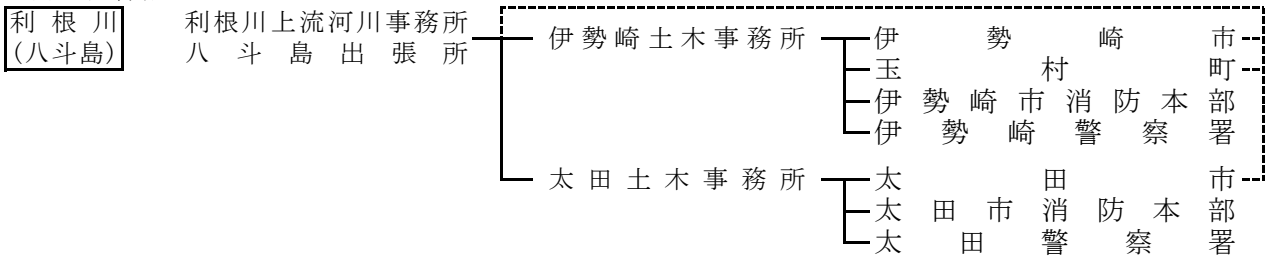 利根川 利根川上流河川事務所 伊勢崎土木事務所 伊勢崎市
(八斗島) 八斗島出張所 玉村町
伊勢崎市消防本部
伊勢崎警察署
太田土木事務所 太田市
太田市消防本部
太田警察署